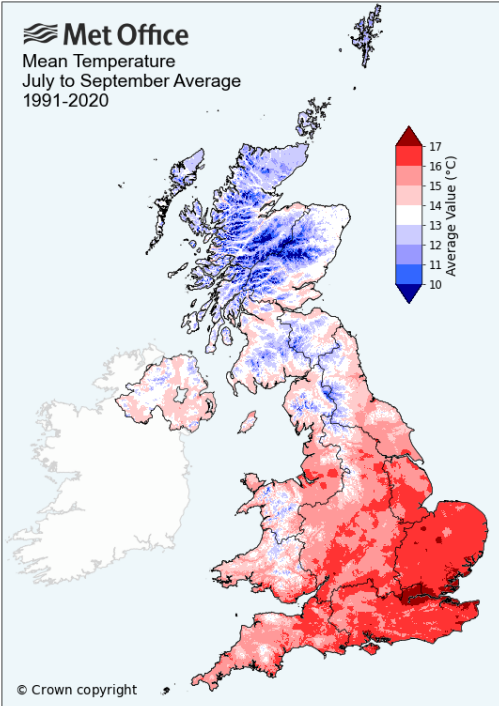 Met Office
Mean Temperature
July to September Average
1991-2020
17
16
15
14
13
12
11
10
Average Value (°C)
© Crown copyright